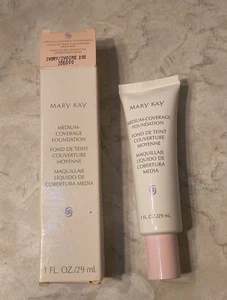 IVORY/IVOIRE
MARY KAY
MEDIUM-
COVERAGE
FOUNDATION
FOND DE TEINT
COUVERTURE
MOYENNE
MAQUILLAJE
LÍQUIDO DE
COBERTURA MEDIA
1 FL. OZ./29 mL
MARY KAY
MEDIUM-COVERAGE
FOUNDATION
FOND DE TEINT
COUVERTURE
MOYENNE
MAQUILLAJE
LÍQUIDO DE
COBERTURA
MEDIA
1 FL. OZ./29 mL